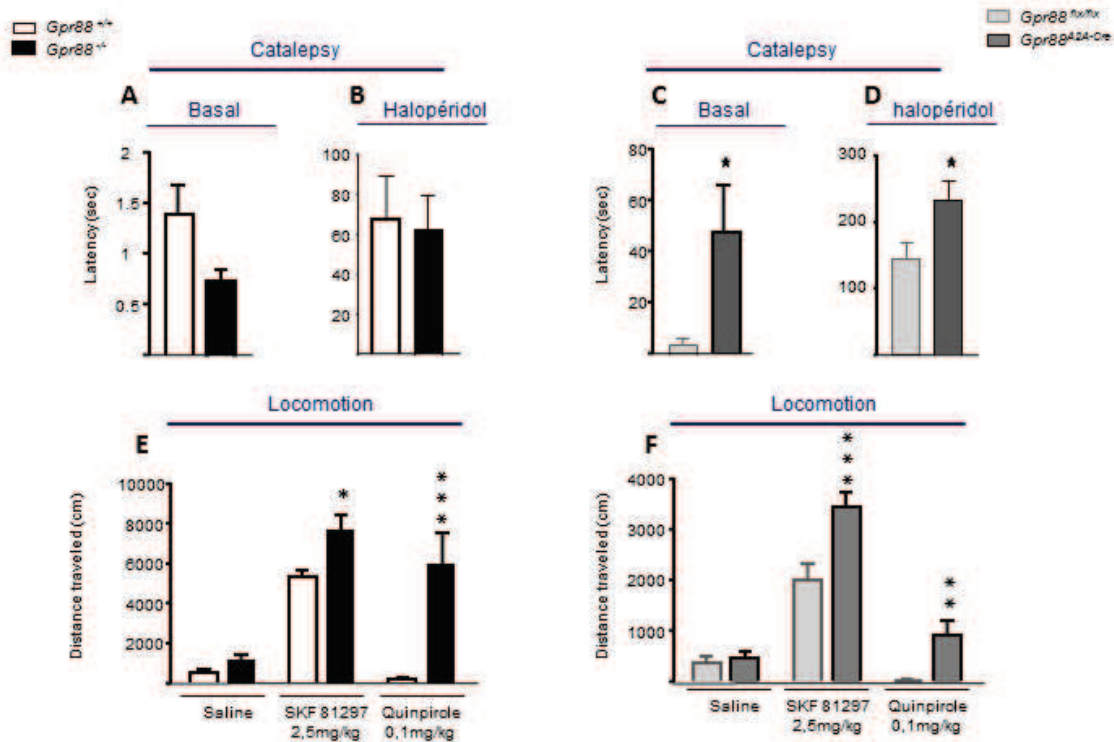 Gpr88 +/+
Gpr88 -/-
Gpr88 flx/flx
Gpr88 A2A-Cre
Catalepsy
A
Basal
B
Halopéridol
Latency (sec)
2
1.5
1
0.5
100
80
60
40
20
Catalepsy
C
Basal
D
halopéridol
Latency (sec)
80
60
40
20
*
300
200
100
*
Locomotion
E
Distance traveled (cm)
10000
8000
6000
4000
2000
*
* * *
Saline
SKF 81297
2,5mg/kg
Quinpirole
0,1mg/kg
Locomotion
F
Distance traveled (cm)
4000
3000
2000
1000
* * *
* *
Saline
SKF 81297
2,5mg/kg
Quinpirole
0,1mg/kg